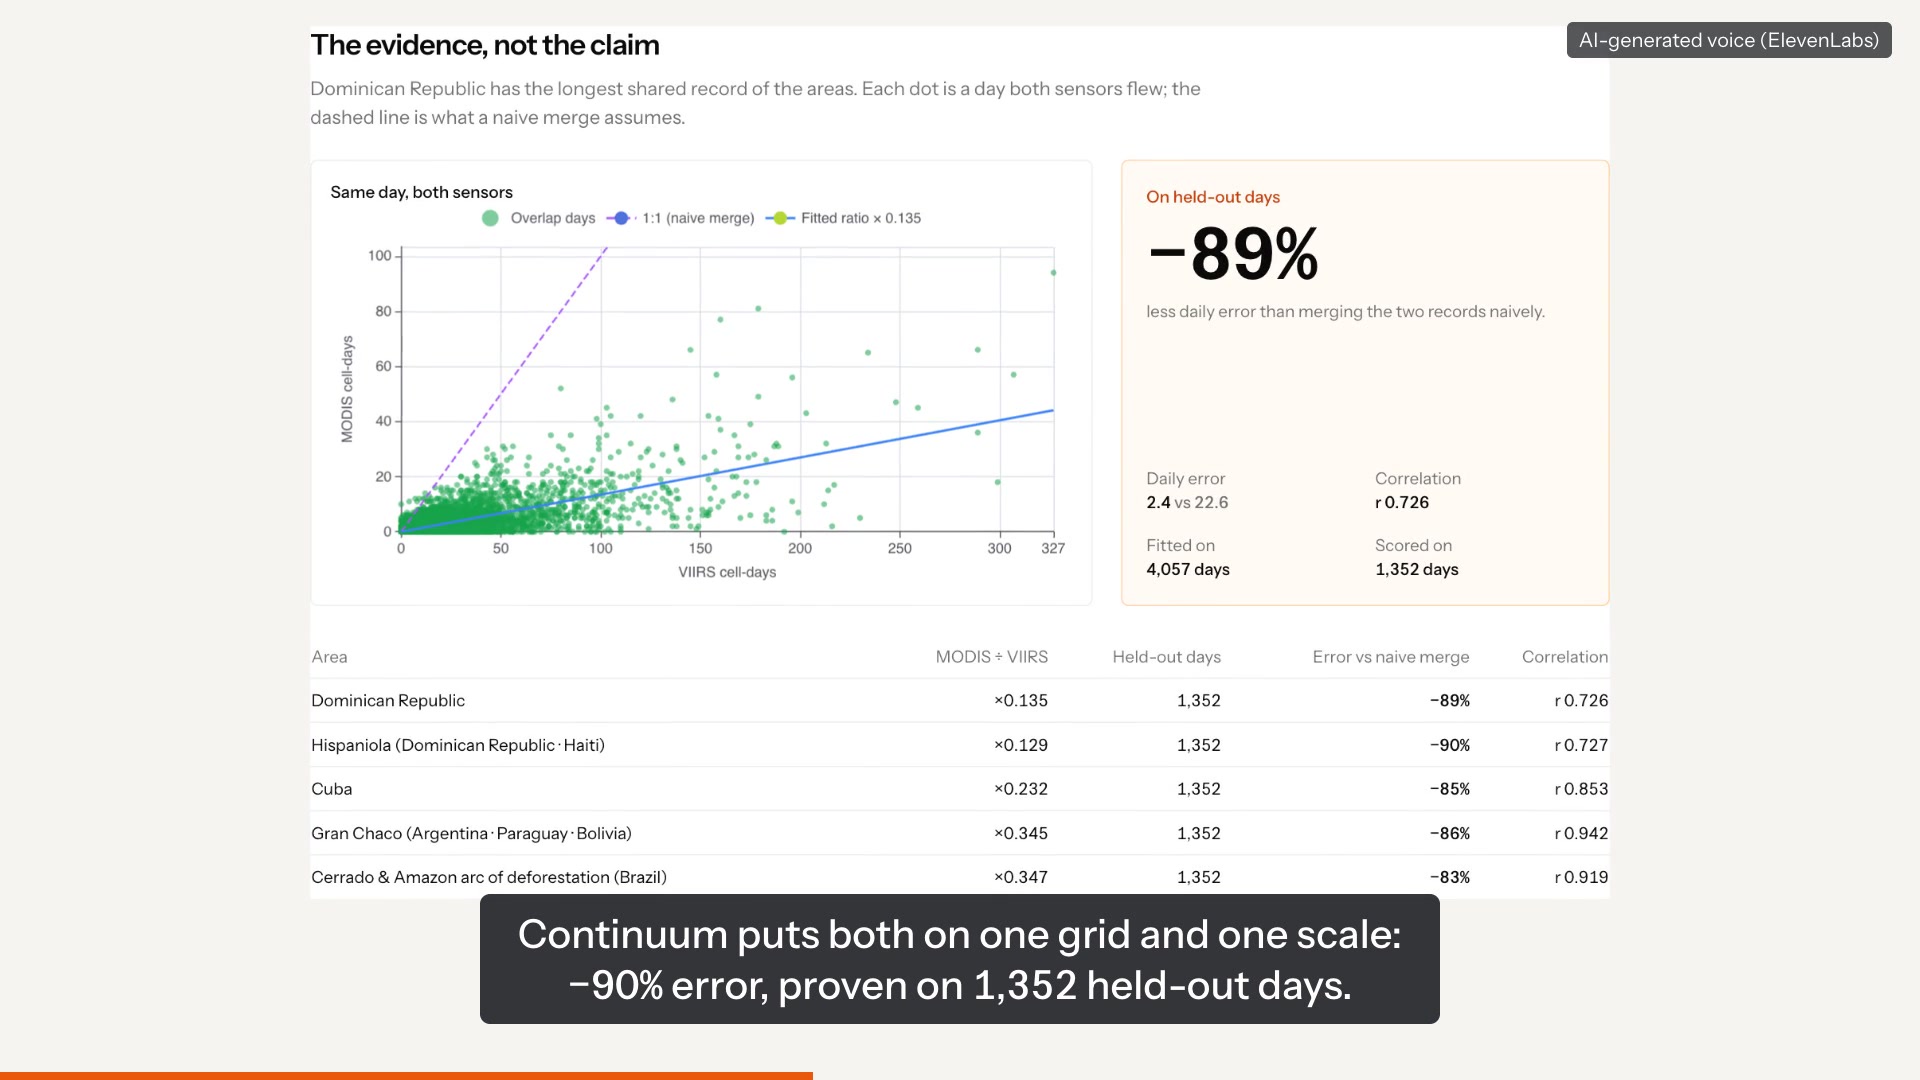 The evidence, not the claim
AI-generated voice (ElevenLabs)
Dominican Republic has the longest shared record of the areas. Each dot is a day both sensors flew; the
dashed line is what a naive merge assumes.
Same day, both sensors
Overlap days 1:1 (naive merge) Fitted ratio × 0.135
100
80
60
40
20
0
MODIS cell-days
0 50 100 150 200 250 300 327
VIIRS cell-days
On held-out days
−89%
less daily error than merging the two records naively.
Daily error Correlation
2.4 vs 22.6 r 0.726
Fitted on Scored on
4,057 days 1,352 days
Area MODIS ÷ VIIRS Held-out days Error vs naive merge Correlation
Dominican Republic ×0.135 1,352 −89% r 0.726
Hispaniola (Dominican Republic · Haiti) ×0.129 1,352 −90% r 0.727
Cuba ×0.232 1,352 −85% r 0.853
Gran Chaco (Argentina · Paraguay · Bolivia) ×0.345 1,352 −86% r 0.942
Cerrado & Amazon arc of deforestation (Brazil) ×0.347 1,352 −83% r 0.919
Continuum puts both on one grid and one scale:
−90% error, proven on 1,352 held-out days.